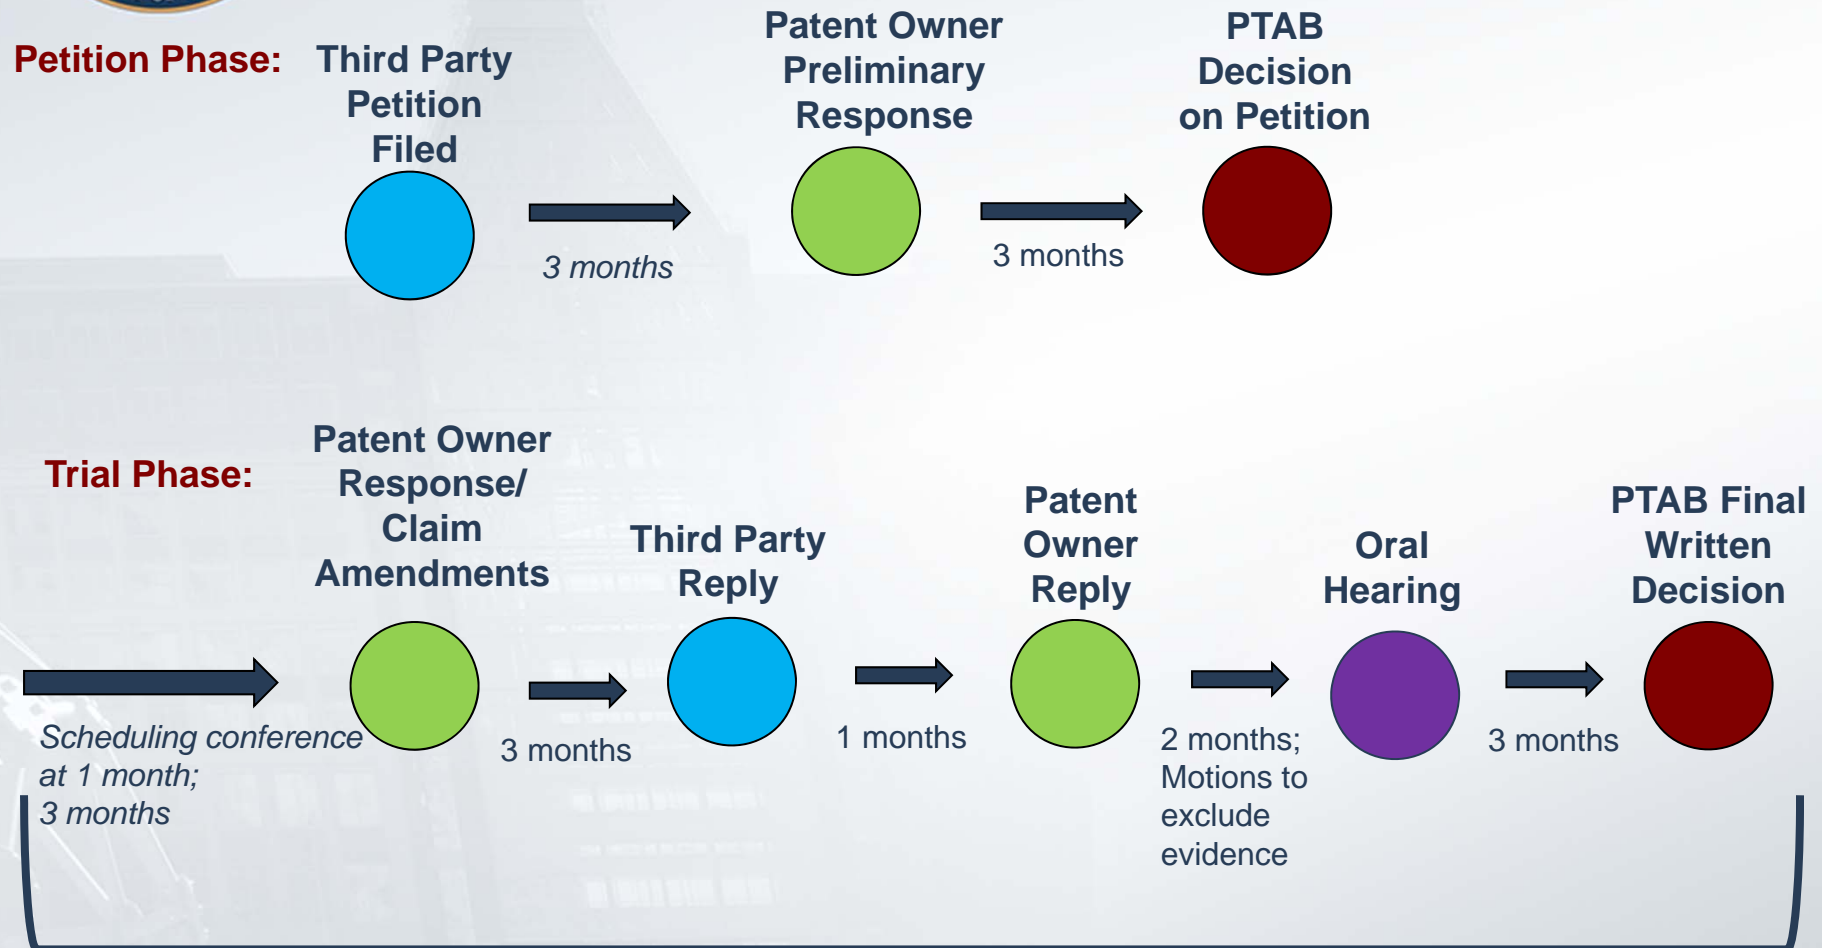 Petition Phase:
Third Party
Petition
Filed
3 months
Patent Owner
Preliminary
Response
3 months
PTAB
Decision
on Petition
Trial Phase:
Scheduling conference
at 1 month;
3 months
Patent Owner
Response/
Claim
Amendments
3 months
Third Party
Reply
1 months
Patent
Owner
Reply
2 months;
Motions to
exclude
evidence
Oral
Hearing
3 months
PTAB Final
Written
Decision